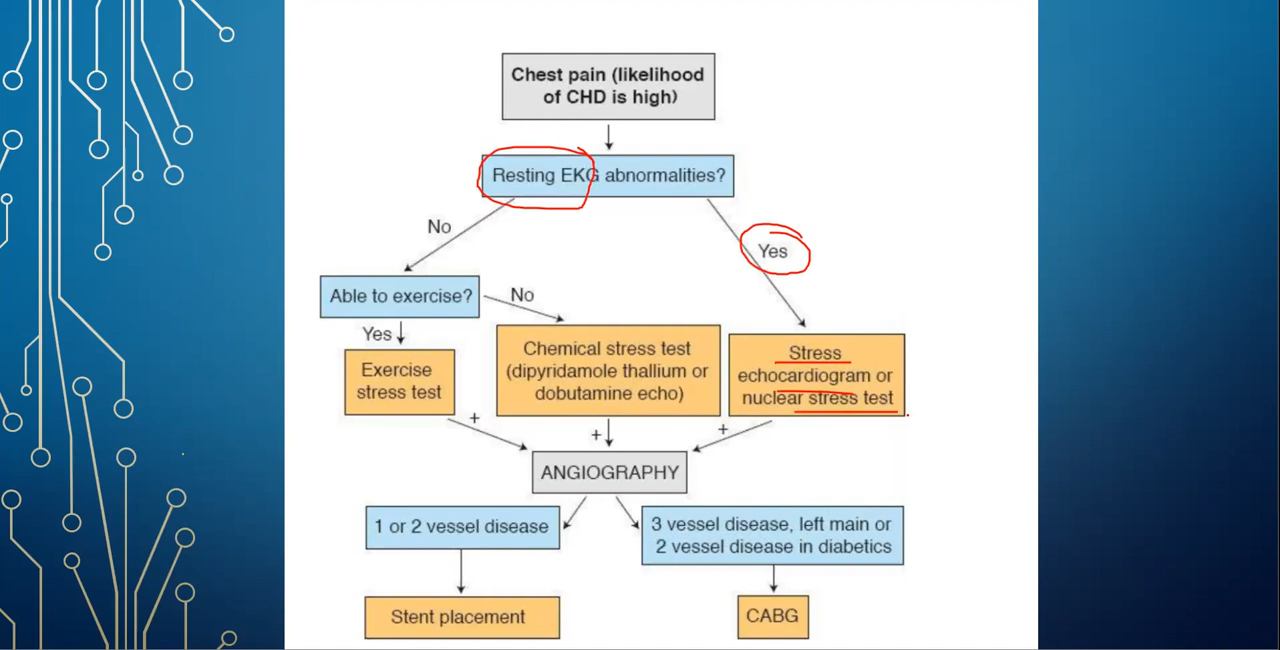 Chest pain (likelihood
of CHD is high)
Resting EKG abnormalities?
No
Yes
Able to exercise?
No
Yes
Exercise
stress test
Chemical stress test
(dipyridamole thallium or
dobutamine echo)
Stress
echocardiogram or
nuclear stress test
+
+
+
ANGIOGRAPHY
1 or 2 vessel disease
3 vessel disease, left main or
2 vessel disease in diabetics
Stent placement
CABG